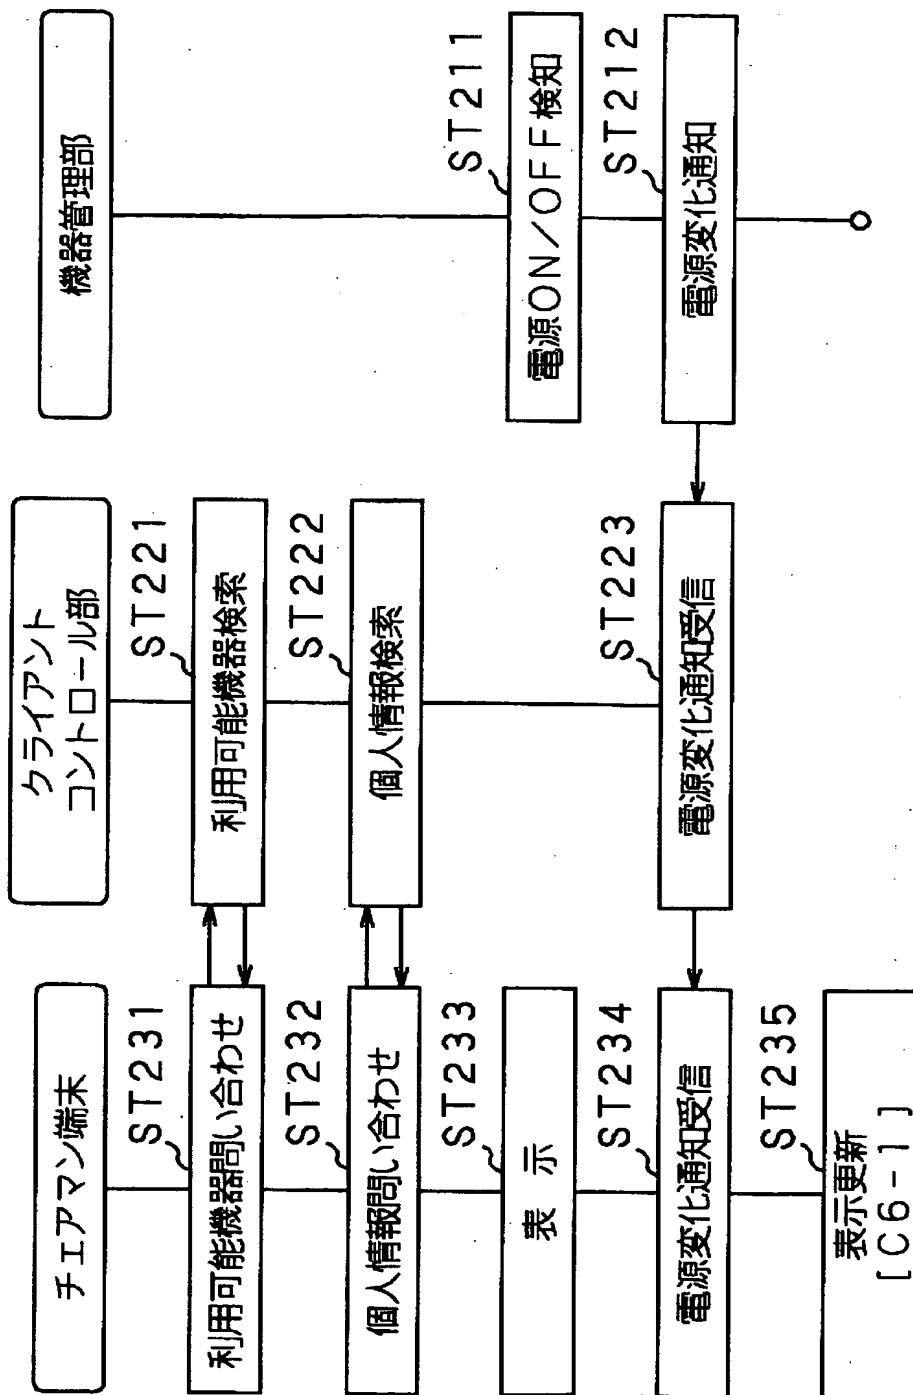 チェアマン端末
ST231
利用可能機器問い合わせ
ST232
個人情報問い合わせ
ST233
表示
ST234
電源変化通知受信
ST235
表示更新
[C6-1]
クライアント
コントロール部
ST221
利用可能機器検索
ST222
個人情報検索
ST223
電源変化通知受信
機器管理部
ST211
電源ON/OFF検知
ST212
電源変化通知